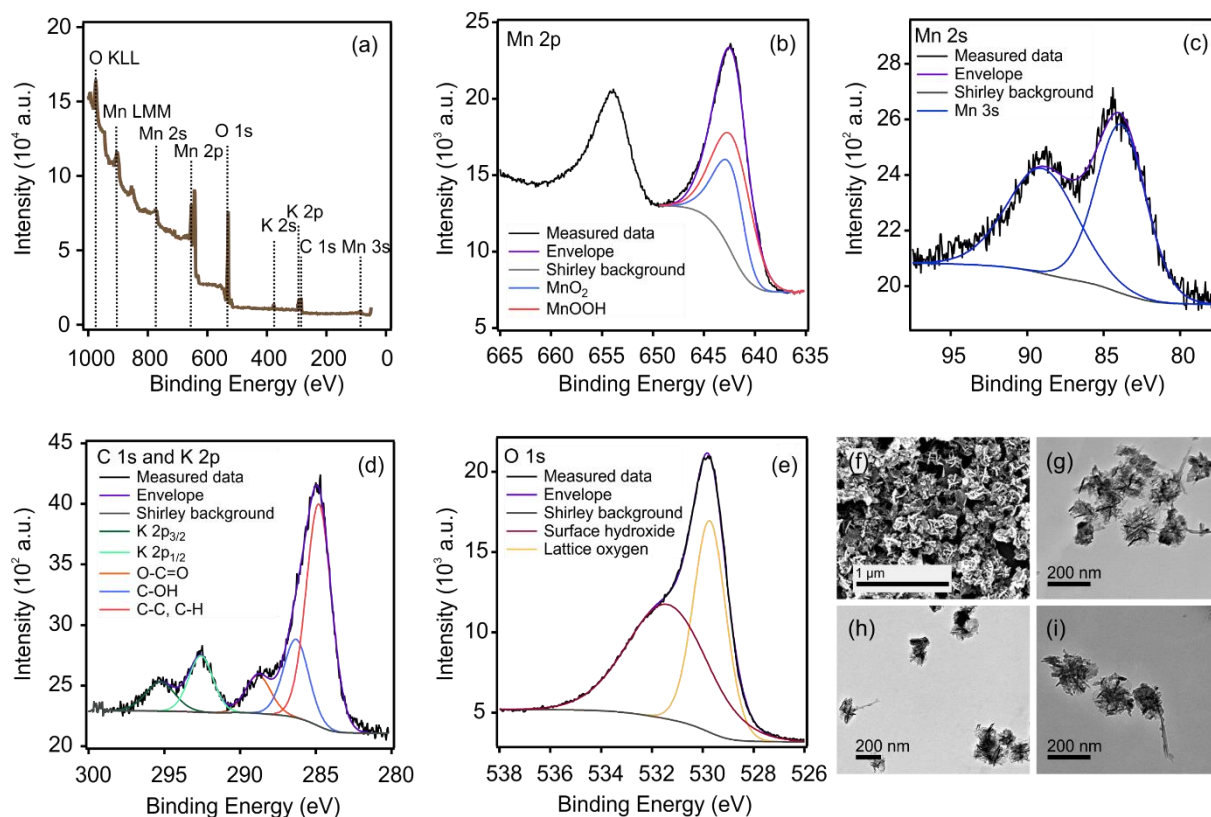 (a)
Intensity (10⁴ a.u.)
20
15
10
5
0
O KLL
Mn LMM
Mn 2s
Mn 2p
O 1s
K 2s
K 2p
C 1s
Mn 3s
1000 800 600 400 200 0
Binding Energy (eV)
Mn 2p
(b)
Intensity (10³ a.u.)
25
20
15
10
5
Measured data
Envelope
Shirley background
MnO₂
MnOOH
665 660 655 650 645 640 635
Binding Energy (eV)
Mn 2s
(c)
Measured data
Envelope
Shirley background
Mn 3s
Intensity (10² a.u.)
28
26
24
22
20
95 90 85 80
Binding Energy (eV)
C 1s and K 2p
(d)
Measured data
Envelope
Shirley background
K 2p₃/₂
K 2p₁/₂
O-C=O
C-OH
C-C, C-H
Intensity (10² a.u.)
45
40
35
30
25
20
300 295 290 285 280
Binding Energy (eV)
O 1s
(e)
Measured data
Envelope
Shirley background
Surface hydroxide
Lattice oxygen
Intensity (10³ a.u.)
20
15
10
5
538 536 534 532 530 528 526
Binding Energy (eV)
(f)
1 μm
(g)
200 nm
(h)
200 nm
(i)
200 nm